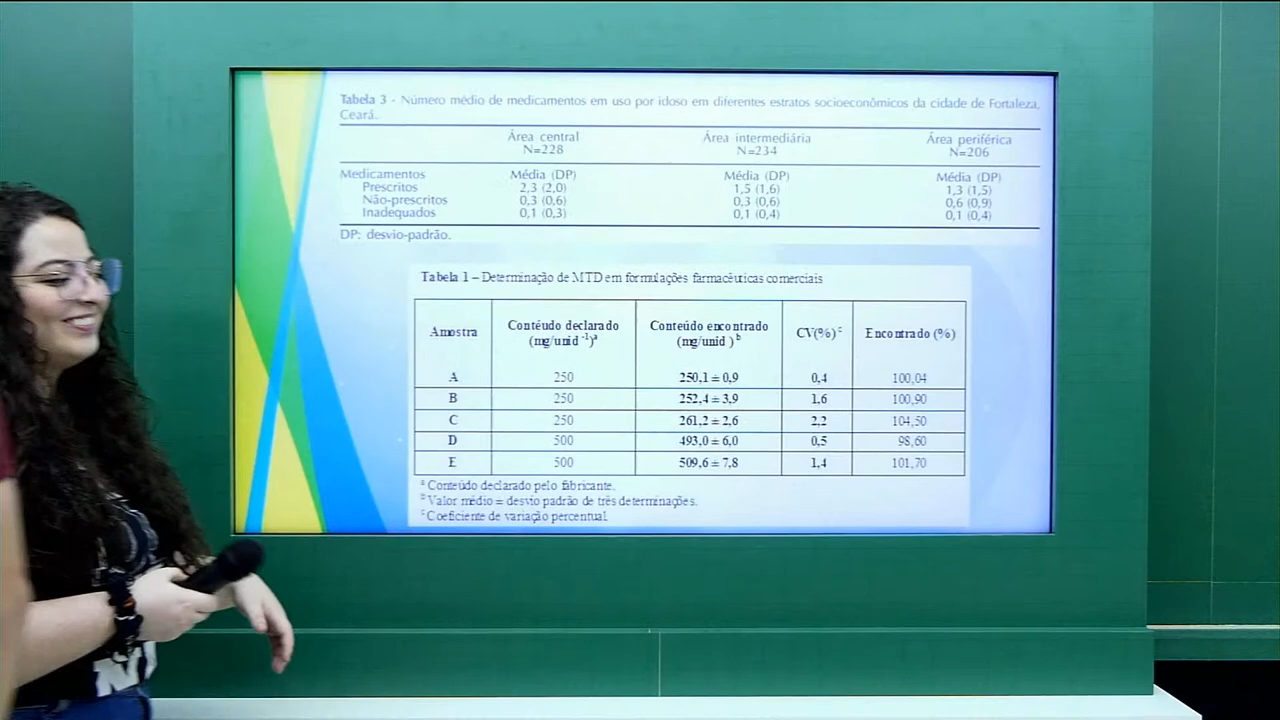 Tabela 3 - Número médio de medicamentos em uso por idoso em diferentes estratos socioeconômicos da cidade de Fortaleza,
Ceará.
Área central Área intermediária Área periférica
N=228 N=234 N=206
Medicamentos Média (DP) Média (DP) Média (DP)
Prescritos 2,3 (2,0) 1,5 (1,6) 1,3 (1,5)
Não-prescritos 0,3 (0,6) 0,3 (0,6) 0,6 (0,9)
Inadequados 0,1 (0,3) 0,1 (0,4) 0,1 (0,4)
DP: desvio-padrão.
Tabela 1 – Determinação de MTD em formulações farmacêuticas comerciais
Amostra Contéudo declarado (mg/unid ⁻¹)ᵃ Conteúdo encontrado (mg/unid )ᵇ CV(%)ᶜ Encontrado (%)
A 250 250,1 ± 0,9 0,4 100,04
B 250 252,4 ± 3,9 1,6 100,90
C 250 261,2 ± 2,6 2,2 104,50
D 500 493,0 ± 6,0 0,5 98,60
E 500 509,6 ± 7,8 1,4 101,70
ᵃ Conteúdo declarado pelo fabricante.
ᵇ Valor médio ± desvio padrão de três determinações.
ᶜ Coeficiente de variação percentual